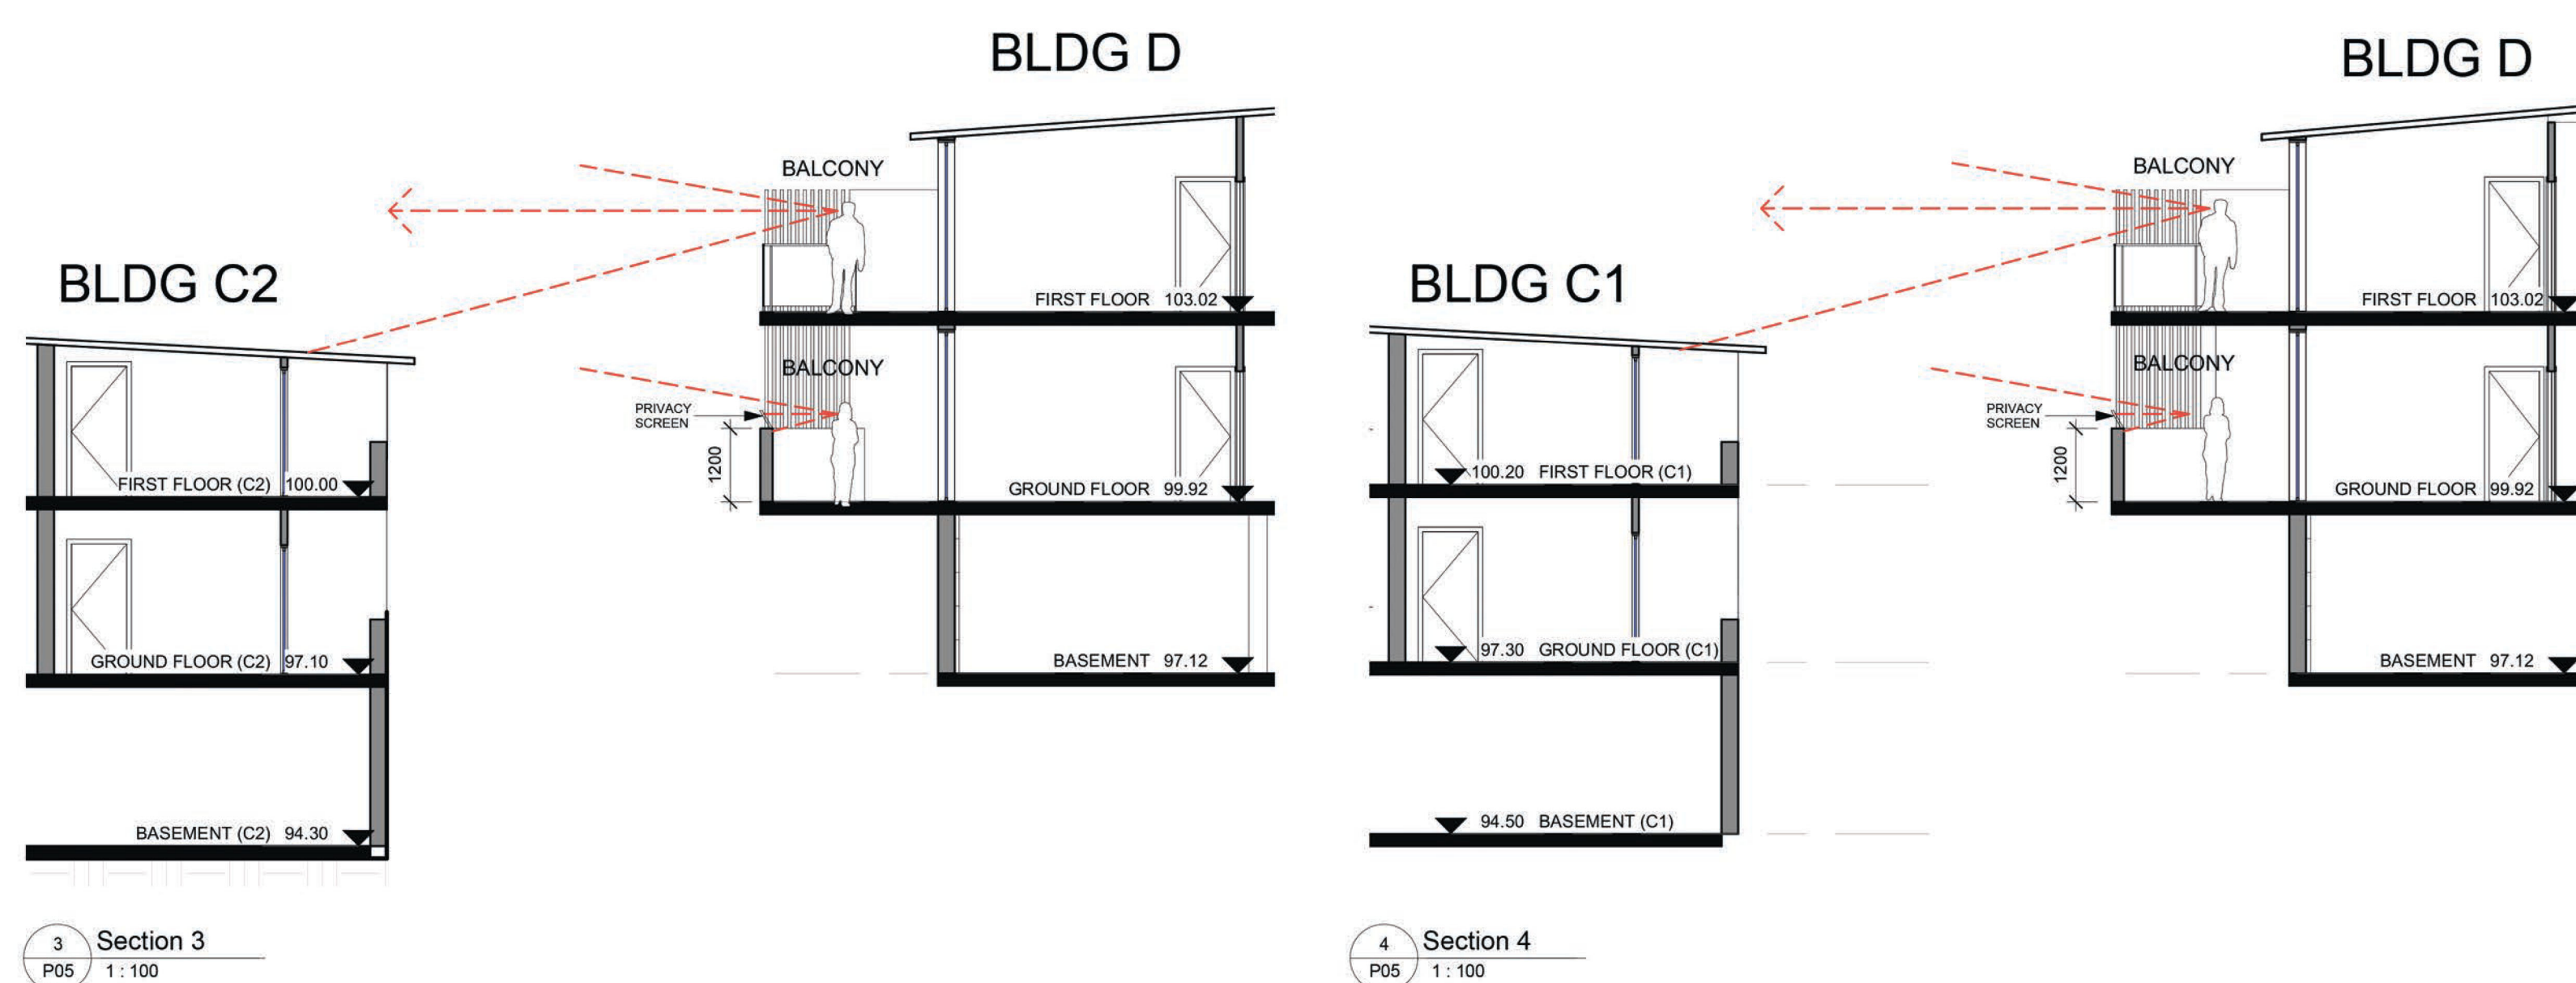 BLDG D
BALCONY
BLDG C2
FIRST FLOOR 103.02
BALCONY
PRIVACY
SCREEN
1200
FIRST FLOOR (C2) 100.00
GROUND FLOOR 99.92
GROUND FLOOR (C2) 97.10
BASEMENT 97.12
BASEMENT (C2) 94.30
3 Section 3
P05 1 : 100
BLDG D
BALCONY
BLDG C1
FIRST FLOOR 103.02
BALCONY
PRIVACY
SCREEN
1200
100.20 FIRST FLOOR (C1)
GROUND FLOOR 99.92
97.30 GROUND FLOOR (C1)
BASEMENT 97.12
94.50 BASEMENT (C1)
4 Section 4
P05 1 : 100